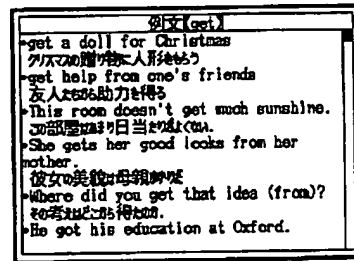 例文【get】
•get a doll for Christmas
クリスマスの贈り物に人形をもらう
•get help from one's friends
友人たちから助力を得る
•This room doesn't get much sunshine.
この部屋はあまり日当たりがよくない.
•She gets her good looks from her
mother.
彼女の美貌は母親ゆずりだ
•Where did you get that idea (from)?
その考えはどこから得たのか.
•He got his education at Oxford.